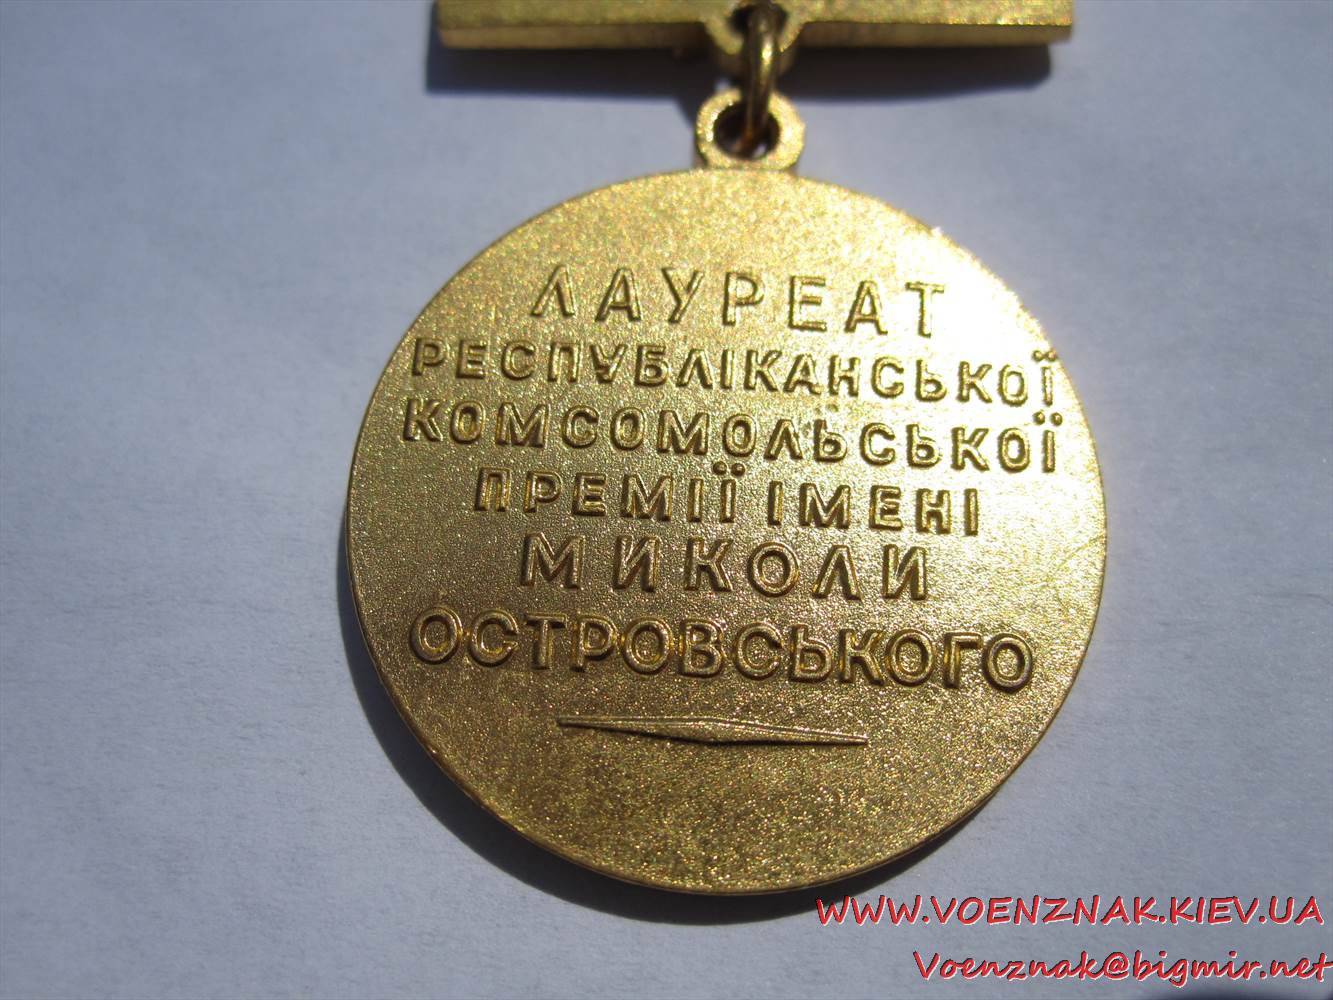 ЛАУРЕАТ
РЕСПУБЛІКАНСЬКОЇ
КОМСОМОЛЬСЬКОЇ
ПРЕМІЇ ІМЕНІ
МИКОЛИ
ОСТРОВСЬКОГО
WWW.VOENZNAK.KIEV.UA
Voenznak@bigmir.net